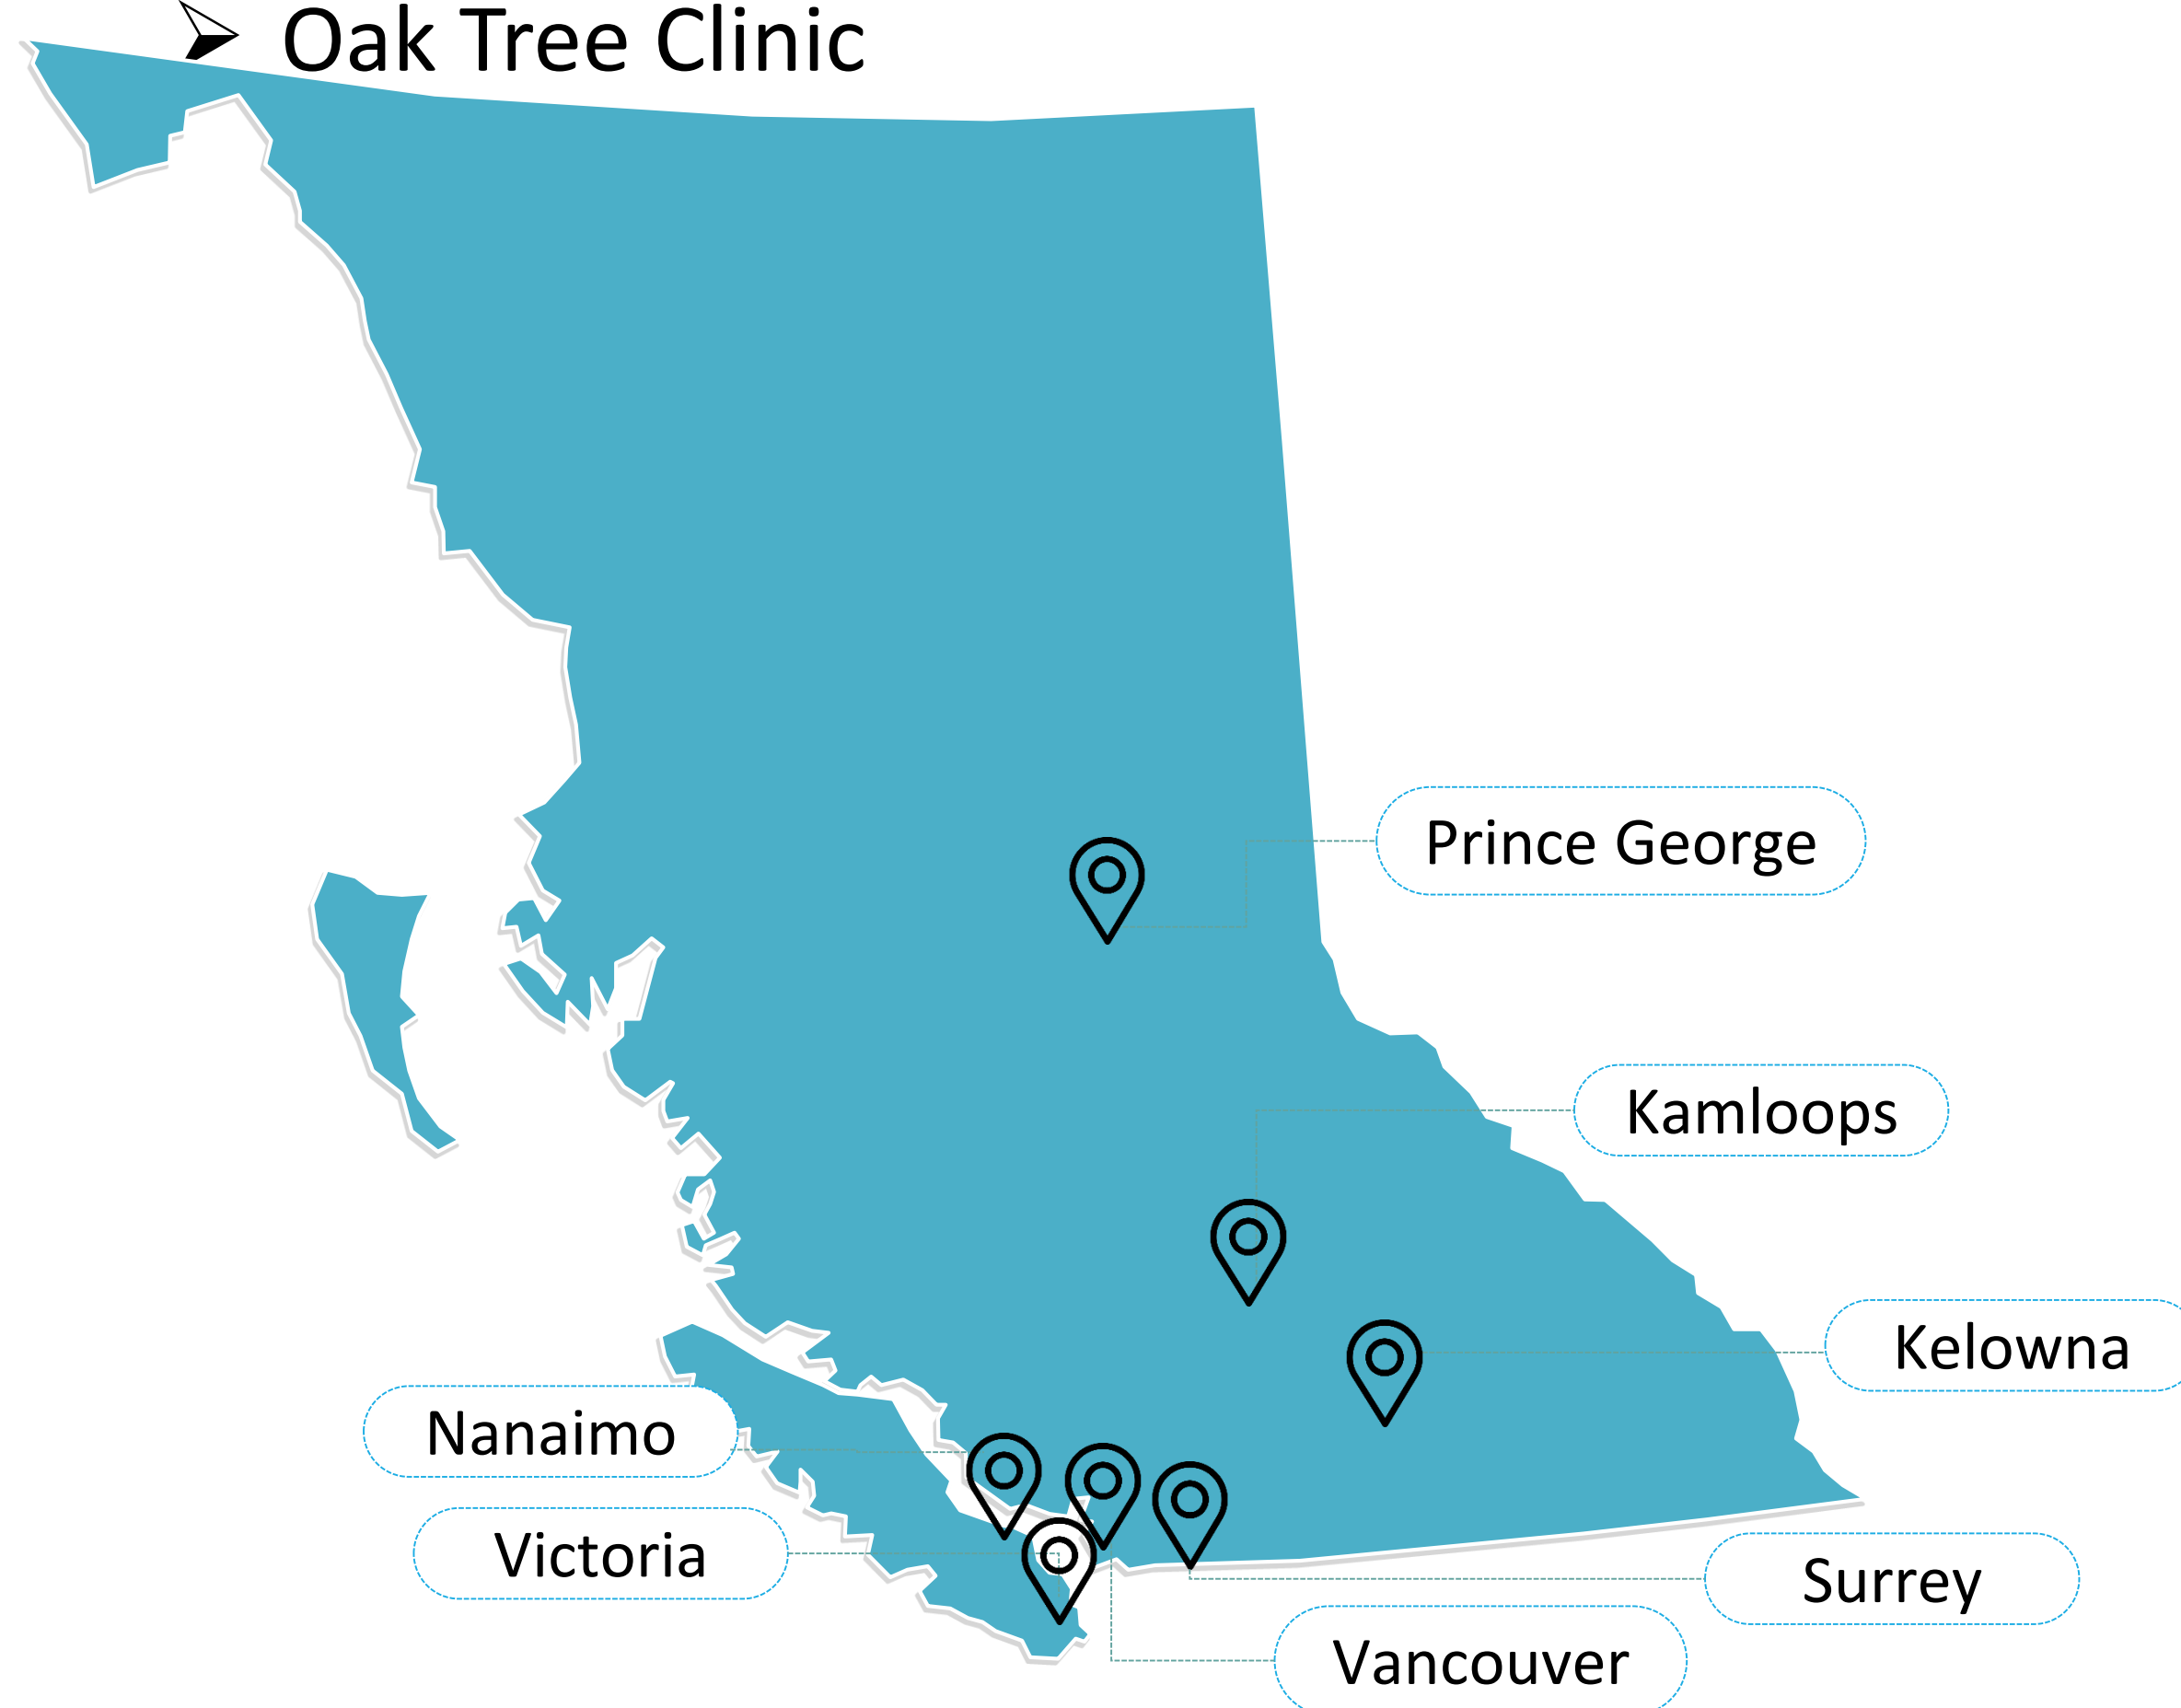 Oak Tree Clinic
Prince George
Kamloops
Kelowna
Nanaimo
Victoria
Surrey
Vancouver